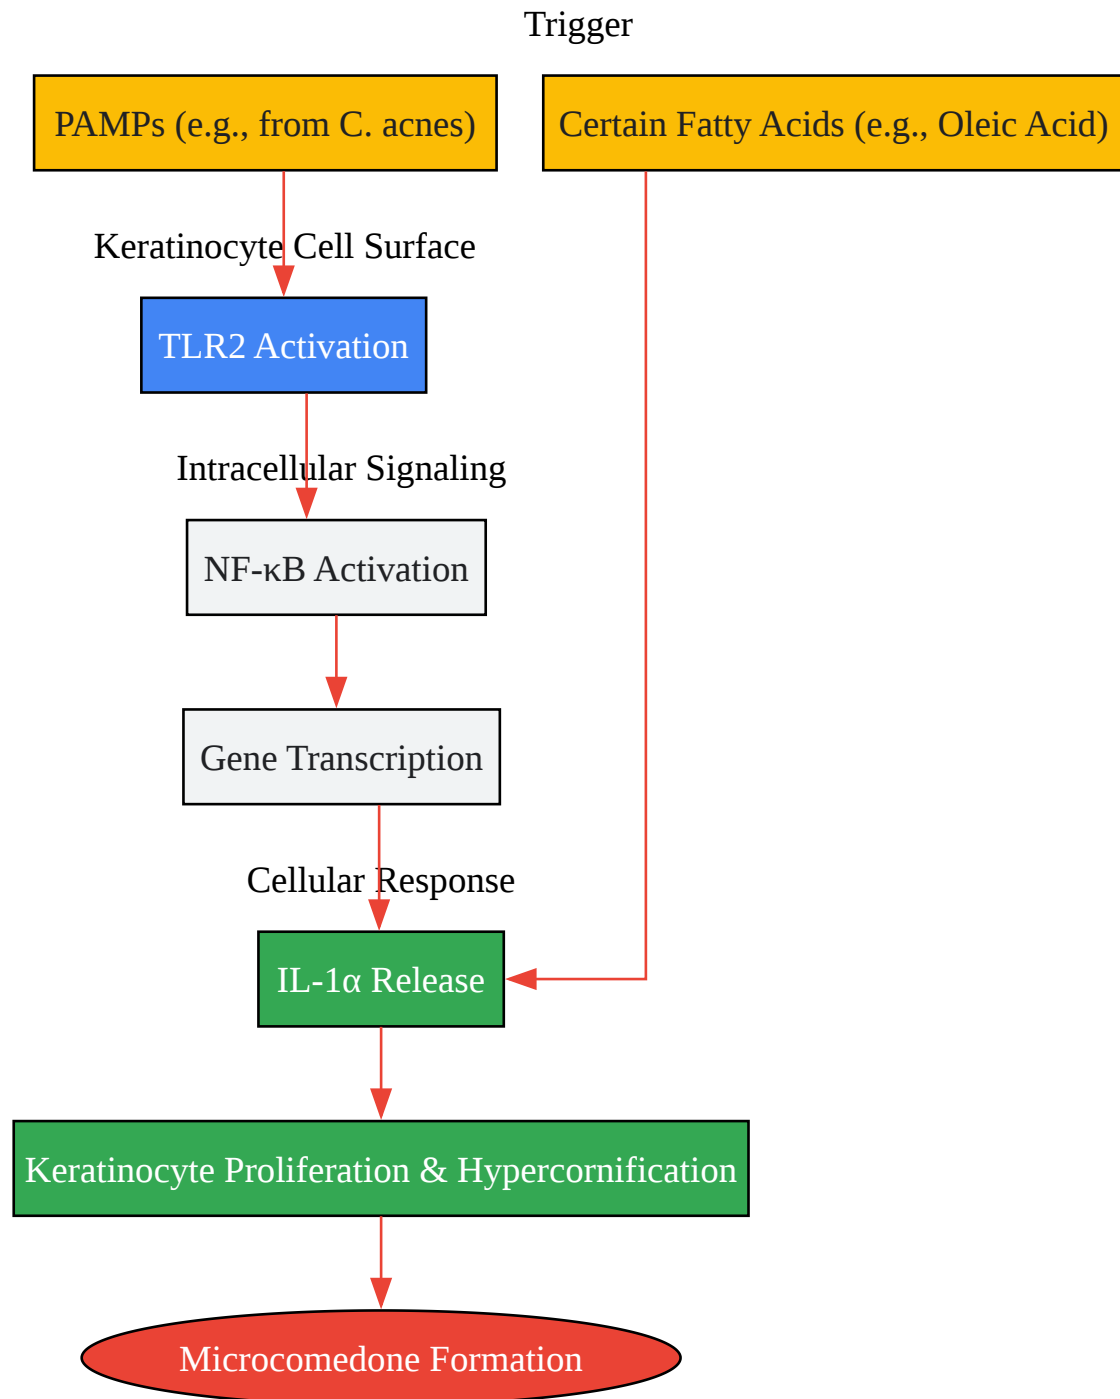 Trigger
PAMPs (e.g., from C. acnes)
Certain Fatty Acids (e.g., Oleic Acid)
Keratinocyte Cell Surface
TLR2 Activation
Intracellular Signaling
NF-κB Activation
Gene Transcription
Cellular Response
IL-1α Release
Keratinocyte Proliferation & Hypercornification
Microcomedone Formation